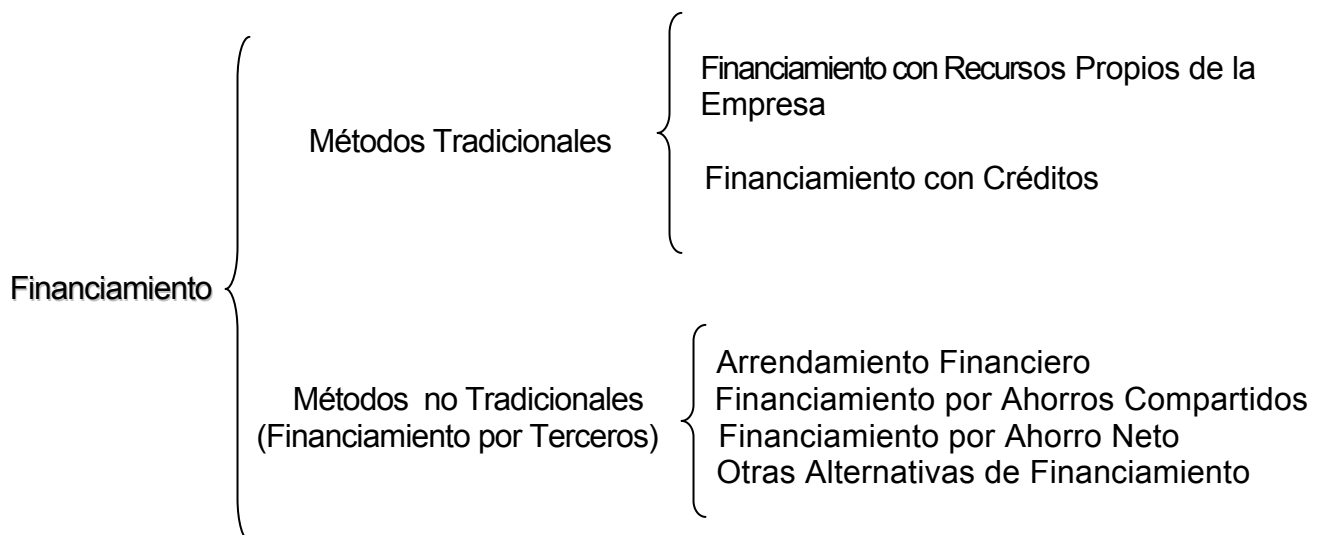 Financiamiento
Métodos Tradicionales
Financiamiento con Recursos Propios de la
Empresa
Financiamiento con Créditos
Métodos no Tradicionales
(Financiamiento por Terceros)
Arrendamiento Financiero
Financiamiento por Ahorros Compartidos
Financiamiento por Ahorro Neto
Otras Alternativas de Financiamiento